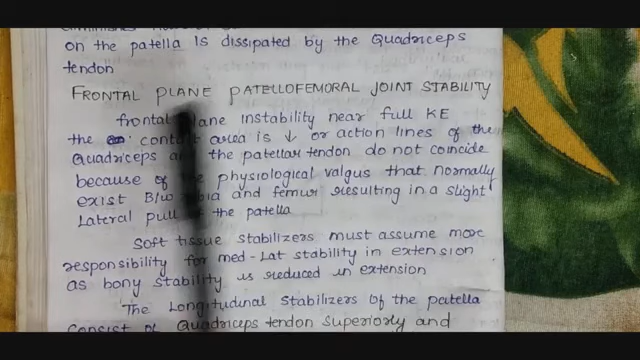 on the patella is dissipated by the Quadriceps
tendon
FRONTAL PLANE PATELLOFEMORAL JOINT STABILITY
frontal plane instability near full KE
the contact area is ↓ or action lines of the
Quadriceps and the patellar tendon do not coincide
because of the physiological valgus that normally
exist B/w tibia and femur resulting in a slight
Lateral pull of the patella
Soft tissue stabilizers must assume more
responsibility for med-Lat stability in extension
as bony stability is reduced in extension
The Longitudinal stabilizers of the patella
consist of Quadriceps tendon superiorly and